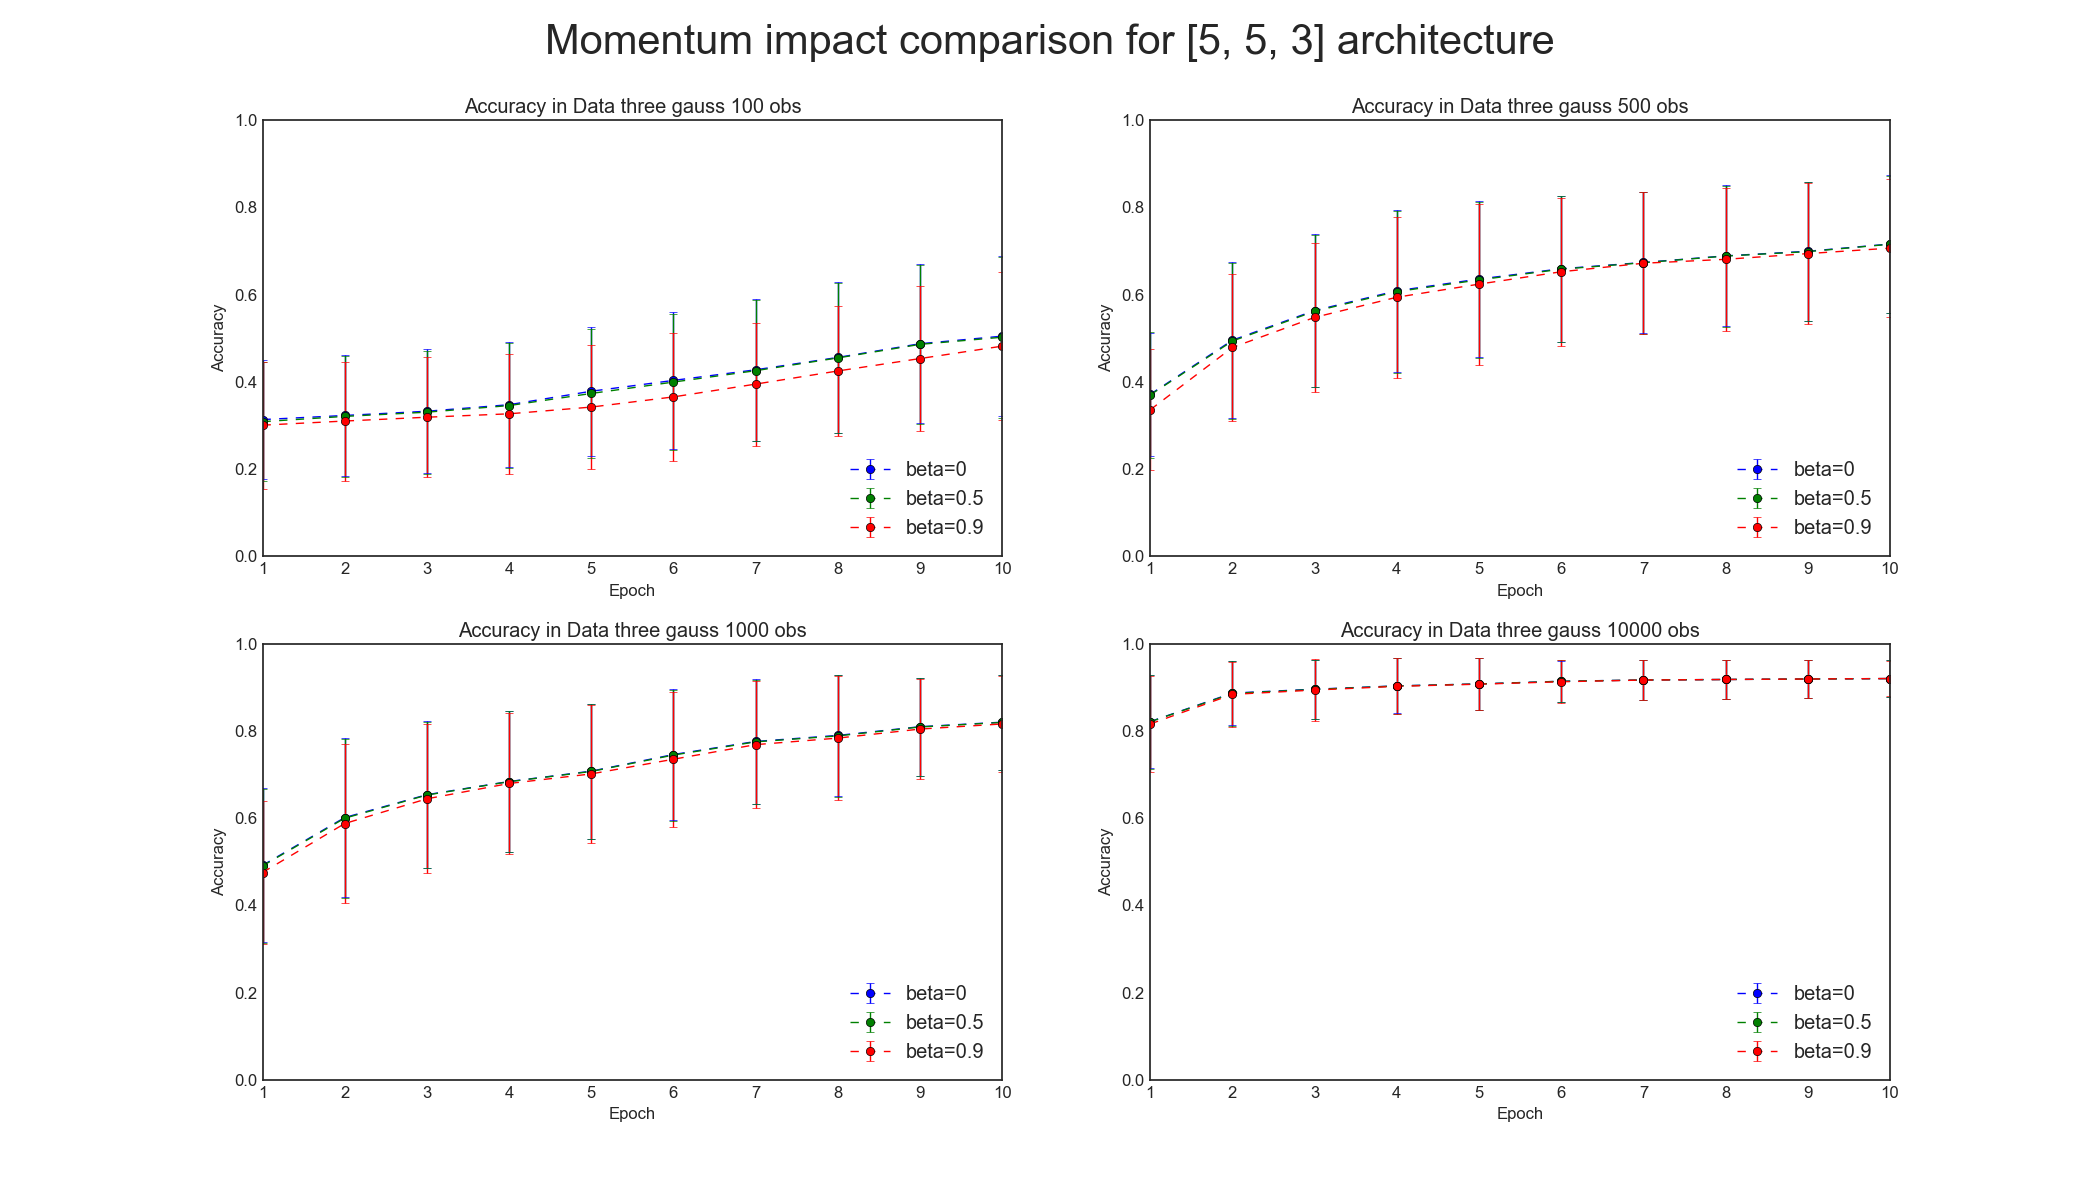 Momentum impact comparison for [5, 5, 3] architecture
Accuracy in Data three gauss 100 obs
1.0
0.8
0.6
0.4
0.2
0.0
Accuracy
1 2 3 4 5 6 7 8 9 10
Epoch
beta=0
beta=0.5
beta=0.9
Accuracy in Data three gauss 500 obs
1.0
0.8
0.6
0.4
0.2
0.0
Accuracy
1 2 3 4 5 6 7 8 9 10
Epoch
beta=0
beta=0.5
beta=0.9
Accuracy in Data three gauss 1000 obs
1.0
0.8
0.6
0.4
0.2
0.0
Accuracy
1 2 3 4 5 6 7 8 9 10
Epoch
beta=0
beta=0.5
beta=0.9
Accuracy in Data three gauss 10000 obs
1.0
0.8
0.6
0.4
0.2
0.0
Accuracy
1 2 3 4 5 6 7 8 9 10
Epoch
beta=0
beta=0.5
beta=0.9